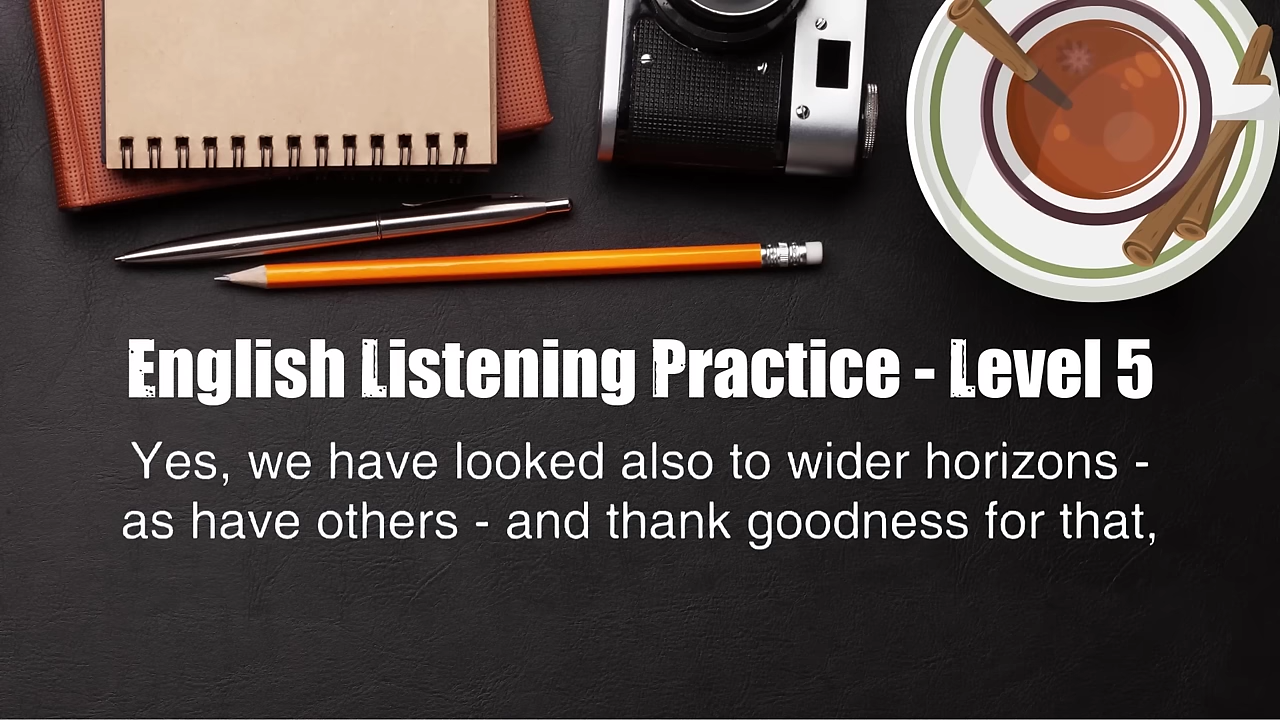 English Listening Practice - Level 5
Yes, we have looked also to wider horizons -
as have others - and thank goodness for that,